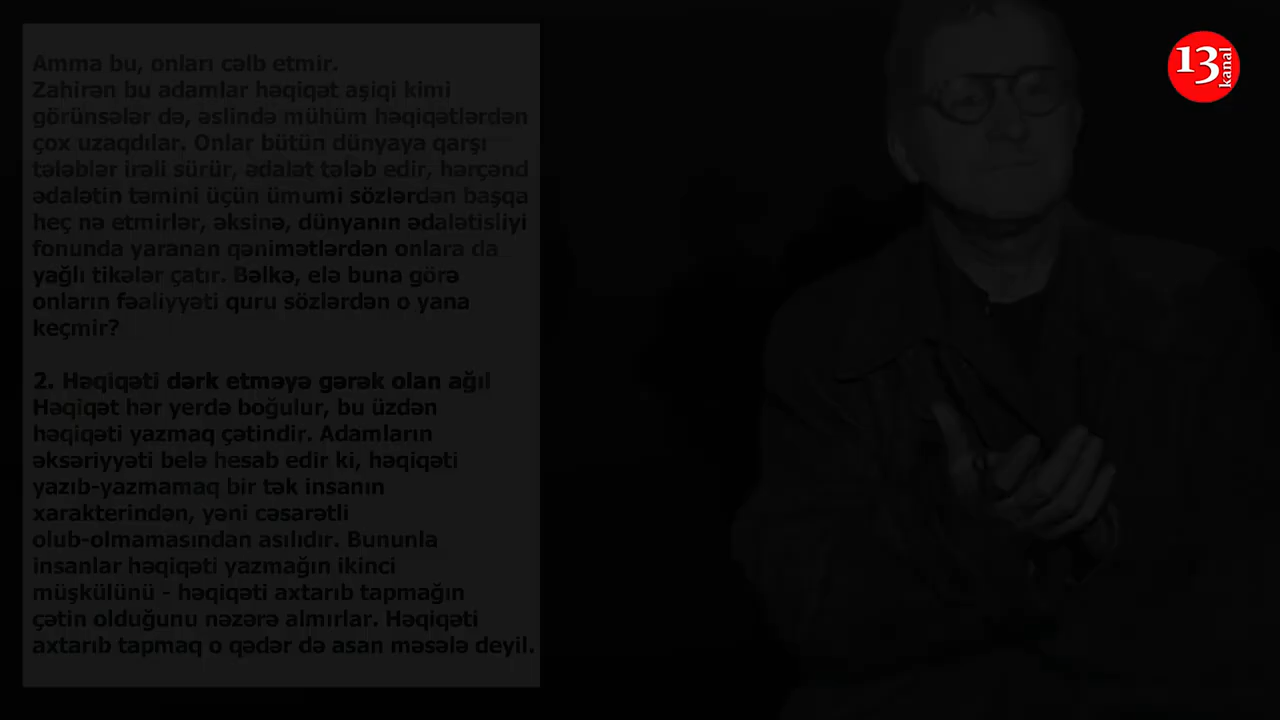 Amma bu, onları cəlb etmir.
Zahirən bu adamlar həqiqət aşiqi kimi
görünsələr də, əslində mühüm həqiqətlərdən
çox uzaqdılar. Onlar bütün dünyaya qarşı
tələblər irəli sürür, ədalət tələb edir, hərçənd
ədalətin təmini üçün ümumi sözlərdən başqa
heç nə etmirlər, əksinə, dünyanın ədalətisliyi
fonunda yaranan qənimətlərdən onlara da
yağlı tikələr çatır. Bəlkə, elə buna görə
onların fəaliyyəti quru sözlərdən o yana
keçmir?
2. Həqiqəti dərk etməyə gərək olan ağıl
Həqiqət hər yerdə boğulur, bu üzdən
həqiqəti yazmaq çətindir. Adamların
əksəriyyəti belə hesab edir ki, həqiqəti
yazıb-yazmamaq bir tək insanın
xarakterindən, yəni cəsarətli
olub-olmamasından asılıdır. Bununla
insanlar həqiqəti yazmağın ikinci
müşkülünü - həqiqəti axtarıb tapmağın
çətin olduğunu nəzərə almırlar. Həqiqəti
axtarıb tapmaq o qədər də asan məsələ deyil.
13 kanal